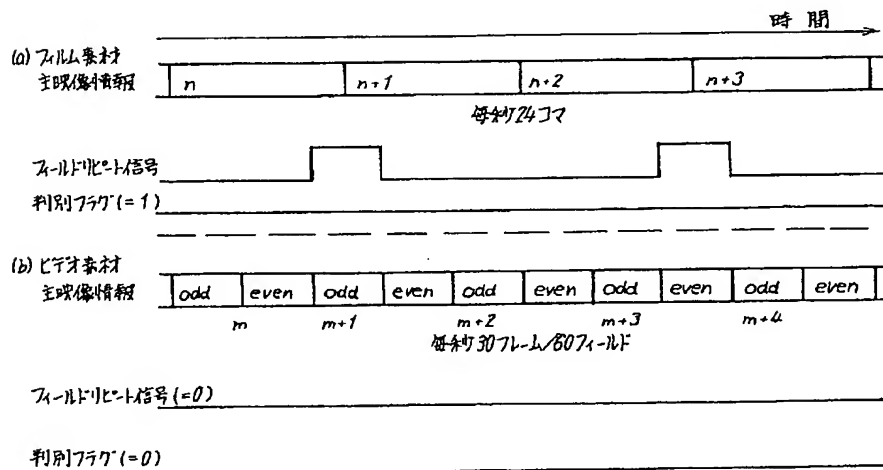 時間
(a) フィルム素材
主映像情報
n n+1 n+2 n+3
毎秒24コマ
フィールドリピート信号
判別フラグ(=1)
(b) ビデオ素材
主映像情報
odd even odd even odd even odd even odd even
m m+1 m+2 m+3 m+4
毎秒30フレーム/60フィールド
フィールドリピート信号(=0)
判別フラグ(=0)